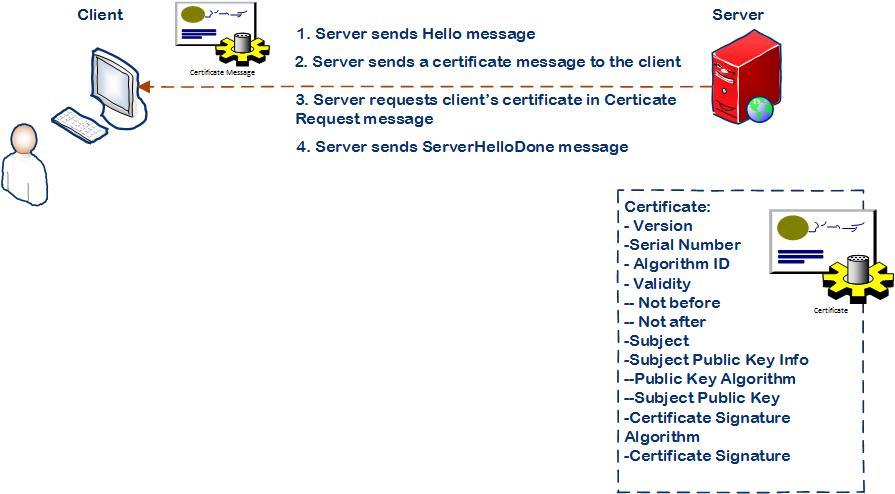 Client
Server
Certificate Message
1. Server sends Hello message
2. Server sends a certificate message to the client
3. Server requests client's certificate in Certicate
Request message
4. Server sends ServerHelloDone message
Certificate:
- Version
-Serial Number
- Algorithm ID
- Validity
-- Not before
-- Not after
-Subject
-Subject Public Key Info
--Public Key Algorithm
--Subject Public Key
-Certificate Signature
Algorithm
-Certificate Signature
Certificate